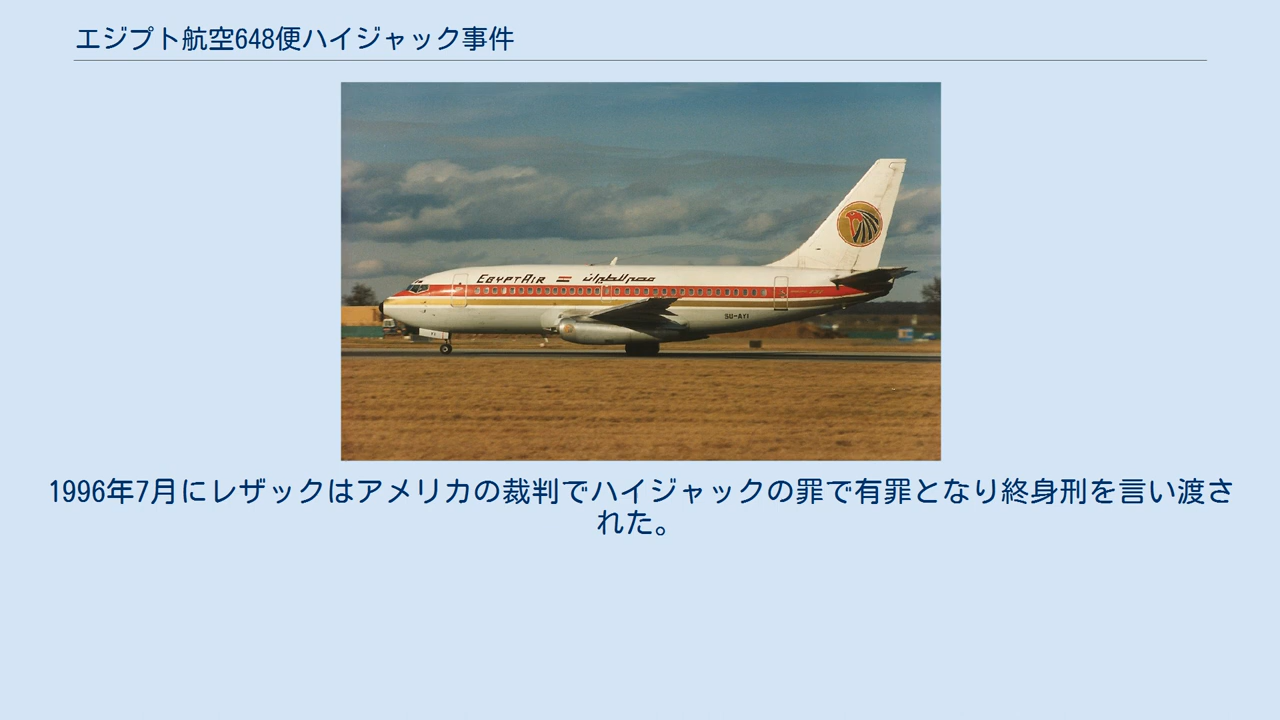 エジプト航空648便ハイジャック事件
EGYPTAIR مصر للطيران
SU-AYI
1996年7月にレザックはアメリカの裁判でハイジャックの罪で有罪となり終身刑を言い渡さ
れた。